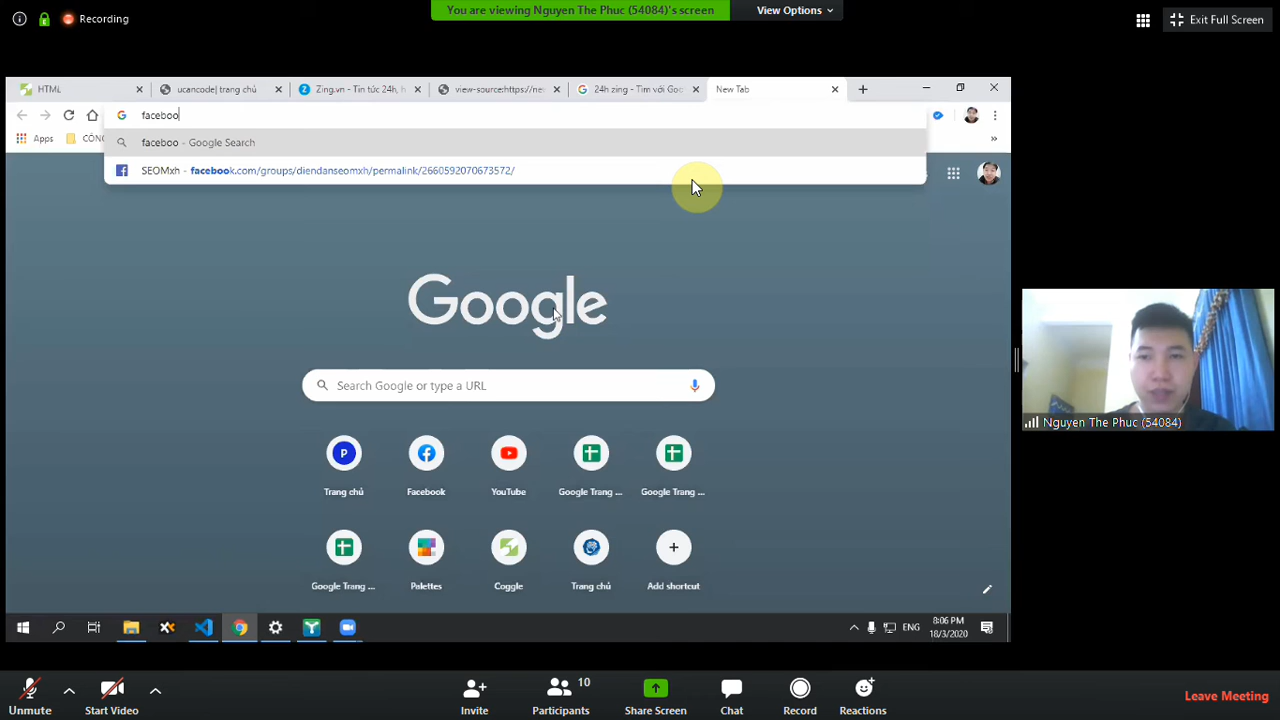 Recording
You are viewing Nguyen The Phuc (54084)'s screen
View Options
Exit Full Screen
HTML
ucancode| trang chủ
Zing.vn - Tin tức 24h, h
view-source:https://ne
24h zing - Tìm với Goo
New Tab
faceboo
Apps
CÔNG
»
faceboo - Google Search
SEOMxh - facebook.com/groups/diendanseomxh/permalink/2660592070673572/
Google
Search Google or type a URL
P
Trang chủ
Facebook
YouTube
Google Trang ...
Google Trang ...
Google Trang ...
Palettes
Coggle
Trang chủ
Add shortcut
Nguyen The Phuc (54084)
ENG
8:06 PM
18/3/2020
Unmute
Start Video
Invite
Participants
10
Share Screen
Chat
Record
Reactions
Leave Meeting